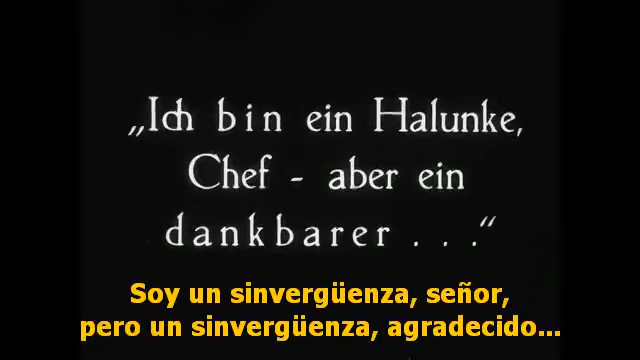 „Ich bin ein Halunke,
Chef - aber ein
dankbarer . . .“
Soy un sinvergüenza, señor,
pero un sinvergüenza, agradecido...